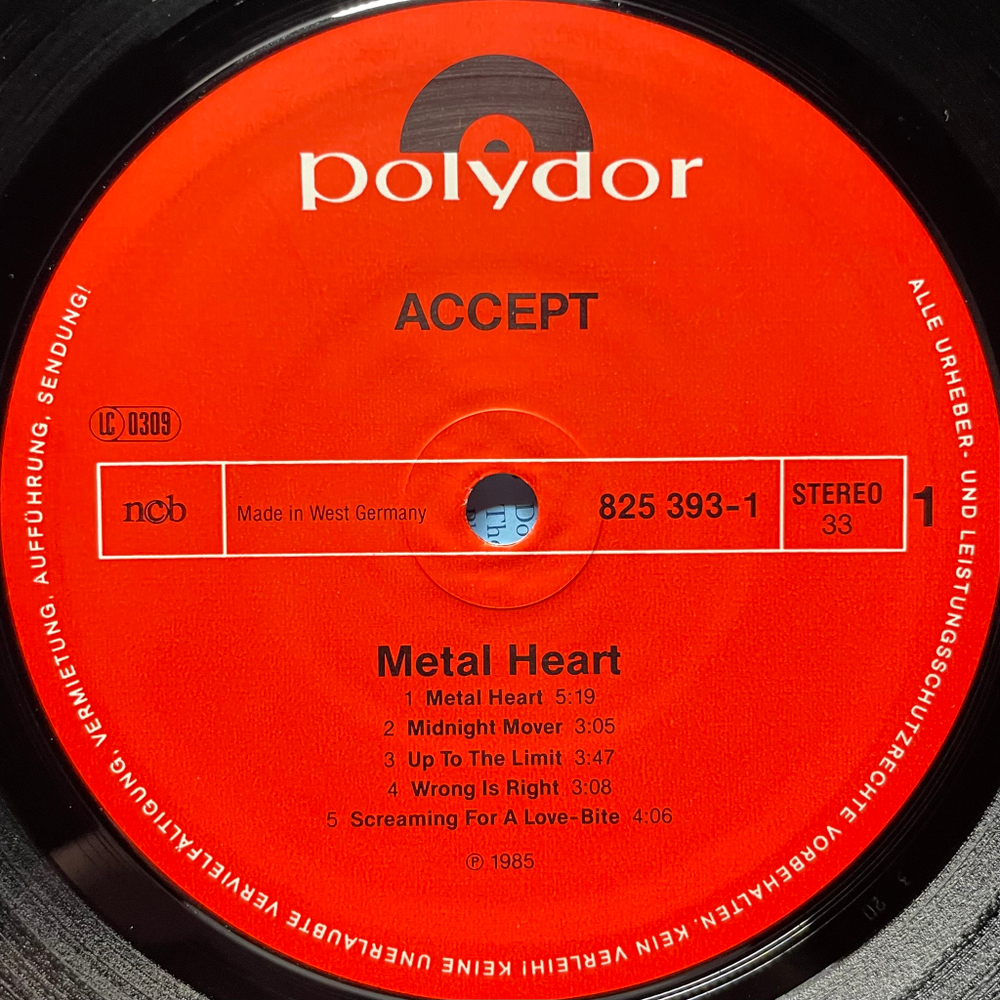 polydor
ACCEPT
LC 0309
ncb
Made in West Germany
825 393-1
STEREO
33
1
Metal Heart
1 Metal Heart 5:19
2 Midnight Mover 3:05
3 Up To The Limit 3:47
4 Wrong Is Right 3:08
5 Screaming For A Love-Bite 4:06
℗ 1985
ALLE URHEBER- UND LEISTUNGSSCHUTZRECHTE VORBEHALTEN. KEIN VERLEIH! KEINE UNERLAUBTE VERVIELFÄLTIGUNG, VERMIETUNG, AUFFÜHRUNG, SENDUNG!